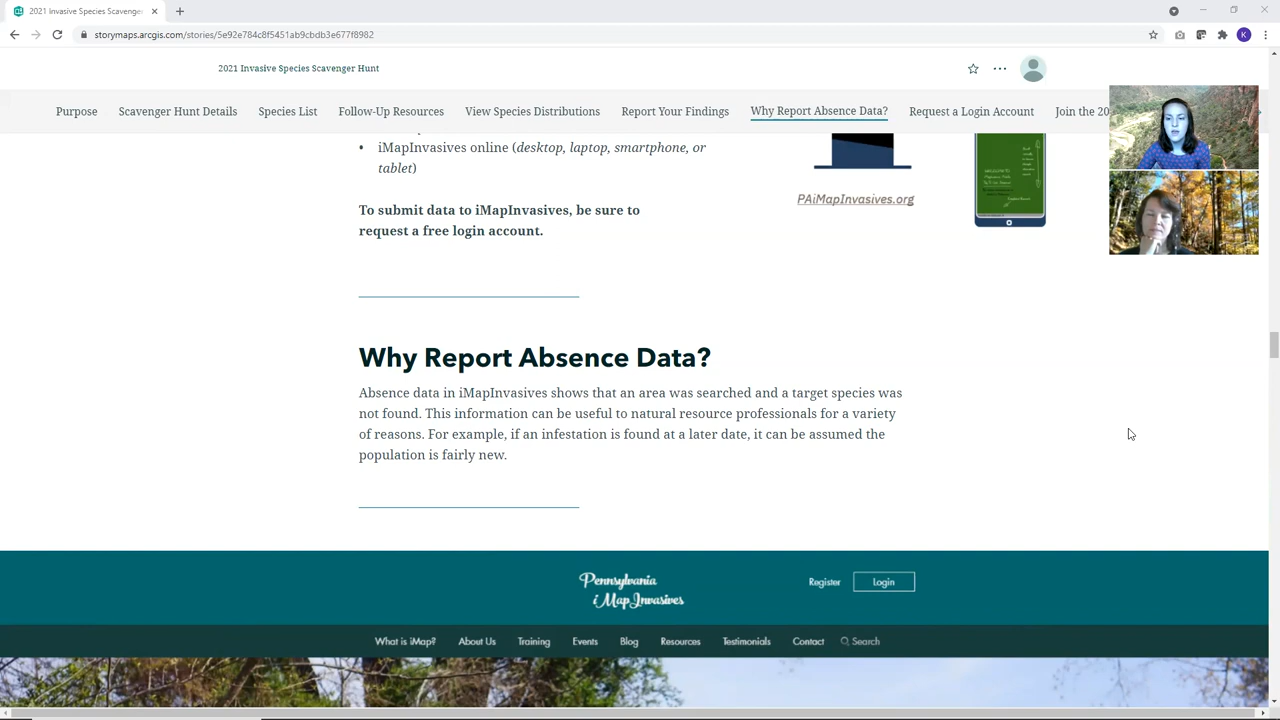 2021 Invasive Species Scavenger
storymaps.arcgis.com/stories/5e92e784c8f5451ab9cbdb3e677f8982
K
2021 Invasive Species Scavenger Hunt
Purpose
Scavenger Hunt Details
Species List
Follow-Up Resources
View Species Distributions
Report Your Findings
Why Report Absence Data?
Request a Login Account
Join the 20
• iMapInvasives online (desktop, laptop, smartphone, or
tablet)
To submit data to iMapInvasives, be sure to
request a free login account.
PAiMapInvasives.org
Why Report Absence Data?
Absence data in iMapInvasives shows that an area was searched and a target species was
not found. This information can be useful to natural resource professionals for a variety
of reasons. For example, if an infestation is found at a later date, it can be assumed the
population is fairly new.
Pennsylvania
iMapInvasives
Register
Login
What is iMap?
About Us
Training
Events
Blog
Resources
Testimonials
Contact
Search